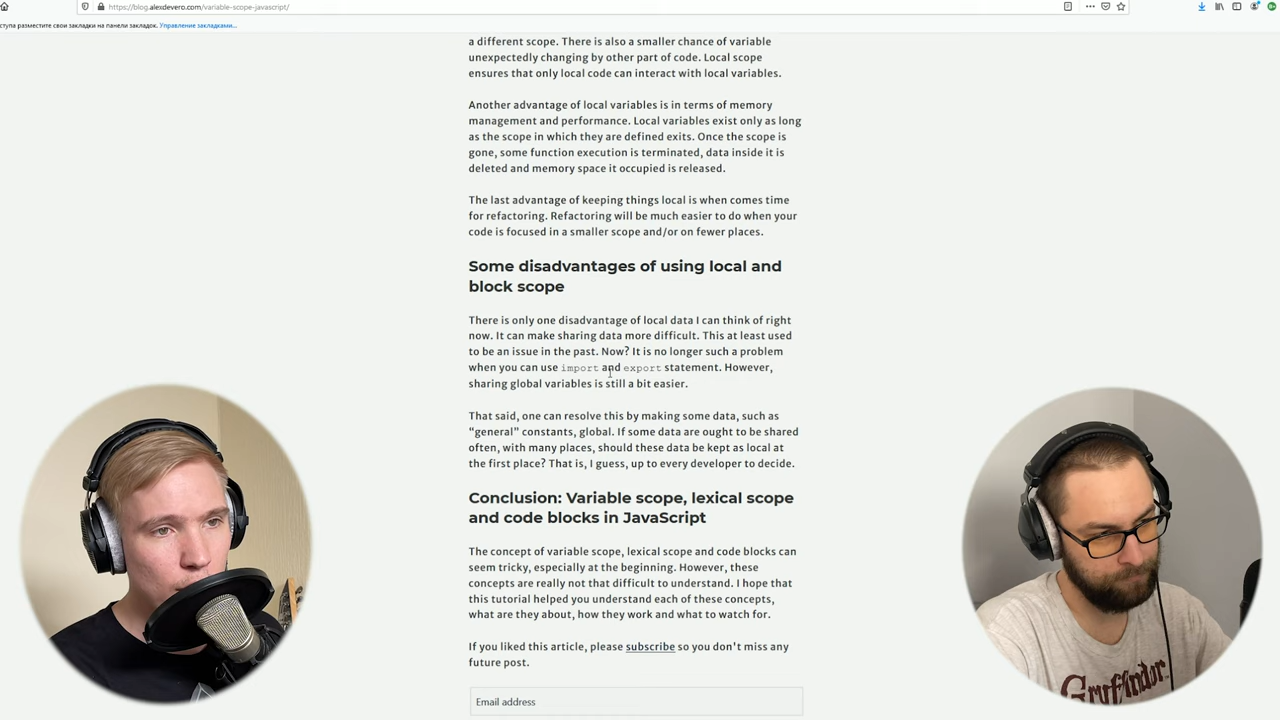 https://blog.alexdevero.com/variable-scope-javascript/
ступа разместите свои закладки на панели закладок. Управление закладками...
a different scope. There is also a smaller chance of variable
unexpectedly changing by other part of code. Local scope
ensures that only local code can interact with local variables.
Another advantage of local variables is in terms of memory
management and performance. Local variables exist only as long
as the scope in which they are defined exits. Once the scope is
gone, some function execution is terminated, data inside it is
deleted and memory space it occupied is released.
The last advantage of keeping things local is when comes time
for refactoring. Refactoring will be much easier to do when your
code is focused in a smaller scope and/or on fewer places.
Some disadvantages of using local and
block scope
There is only one disadvantage of local data I can think of right
now. It can make sharing data more difficult. This at least used
to be an issue in the past. Now? It is no longer such a problem
when you can use import and export statement. However,
sharing global variables is still a bit easier.
That said, one can resolve this by making some data, such as
“general” constants, global. If some data are ought to be shared
often, with many places, should these data be kept as local at
the first place? That is, I guess, up to every developer to decide.
Conclusion: Variable scope, lexical scope
and code blocks in JavaScript
The concept of variable scope, lexical scope and code blocks can
seem tricky, especially at the beginning. However, these
concepts are really not that difficult to understand. I hope that
this tutorial helped you understand each of these concepts,
what are they about, how they work and what to watch for.
If you liked this article, please subscribe so you don't miss any
future post.
Email address
Gryffindor